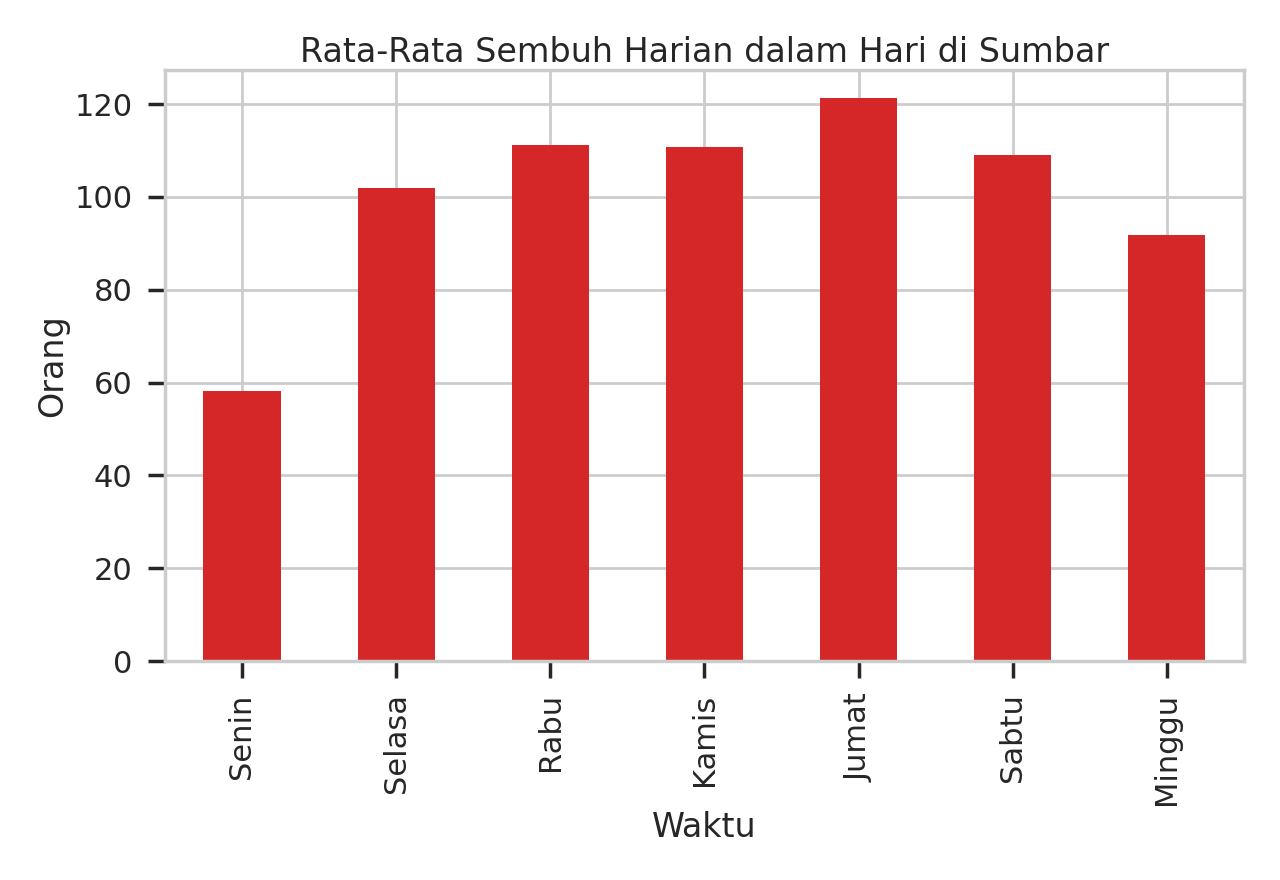 Rata-Rata Sembuh Harian dalam Hari di Sumbar
120
100
80
60
40
20
0
Orang
Senin
Selasa
Rabu
Kamis
Jumat
Sabtu
Minggu
Waktu